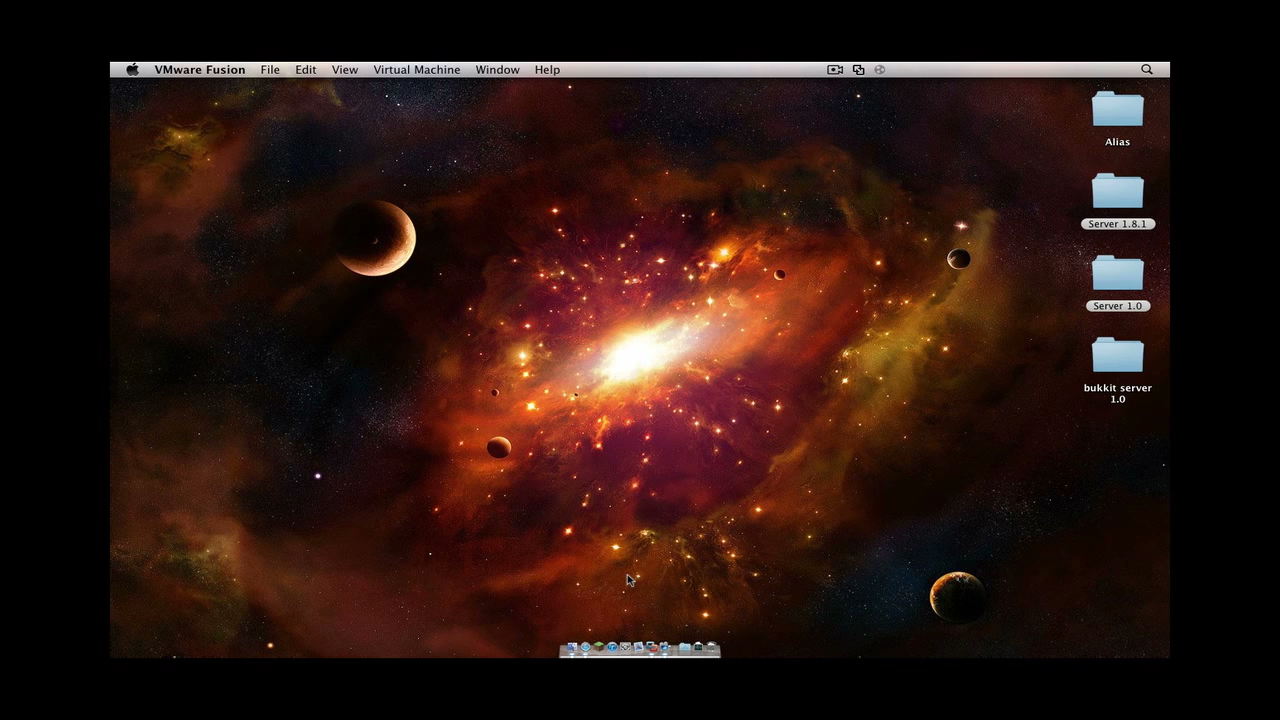 VMware Fusion File Edit View Virtual Machine Window Help
Alias
Server 1.8.1
Server 1.0
bukkit server
1.0